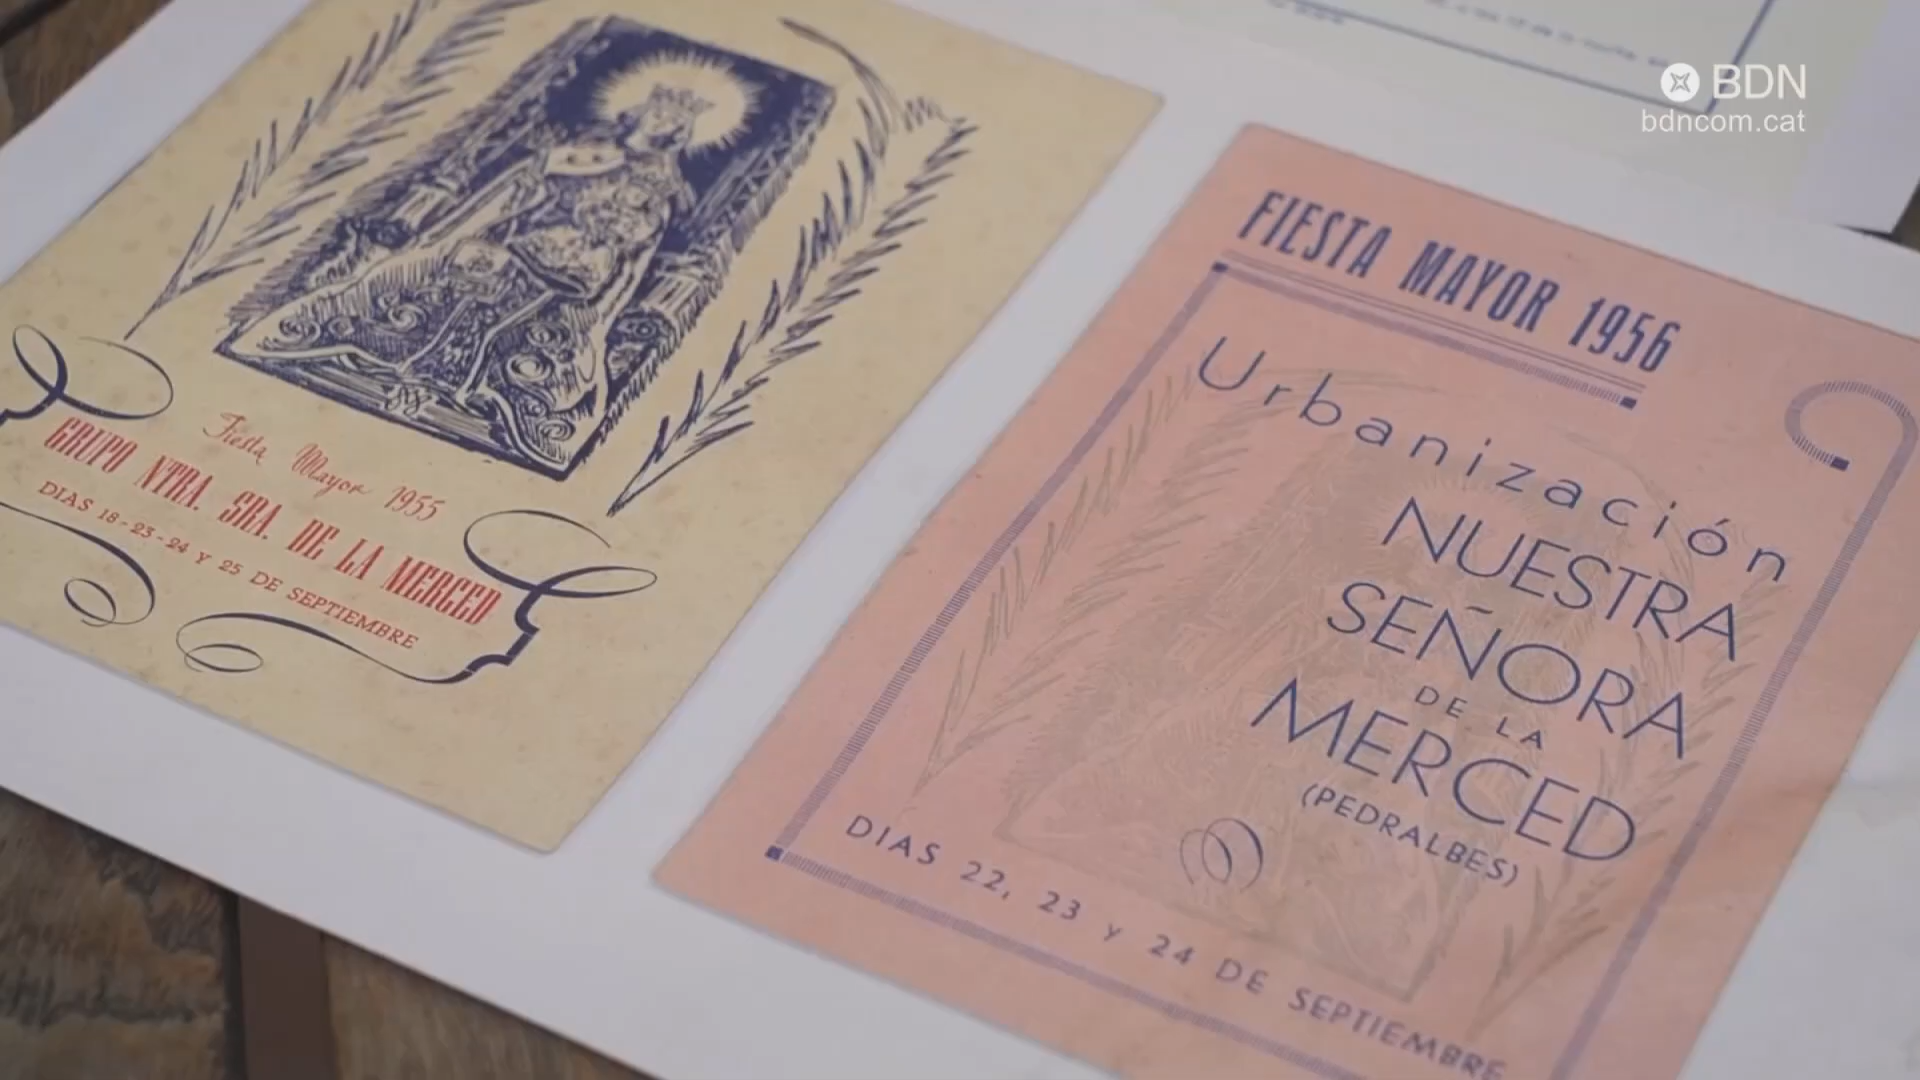 BDN
bdncom.cat
Fiesta Mayor 1955
GRUPO NTRA. SRA. DE LA MERCED
DIAS 18-23-24 Y 25 DE SEPTIEMBRE
FIESTA MAYOR 1956
Urbanización
NUESTRA
SEÑORA
DE LA
MERCED
(PEDRALBES)
DIAS 22, 23 y 24 DE SEPTIEMBRE